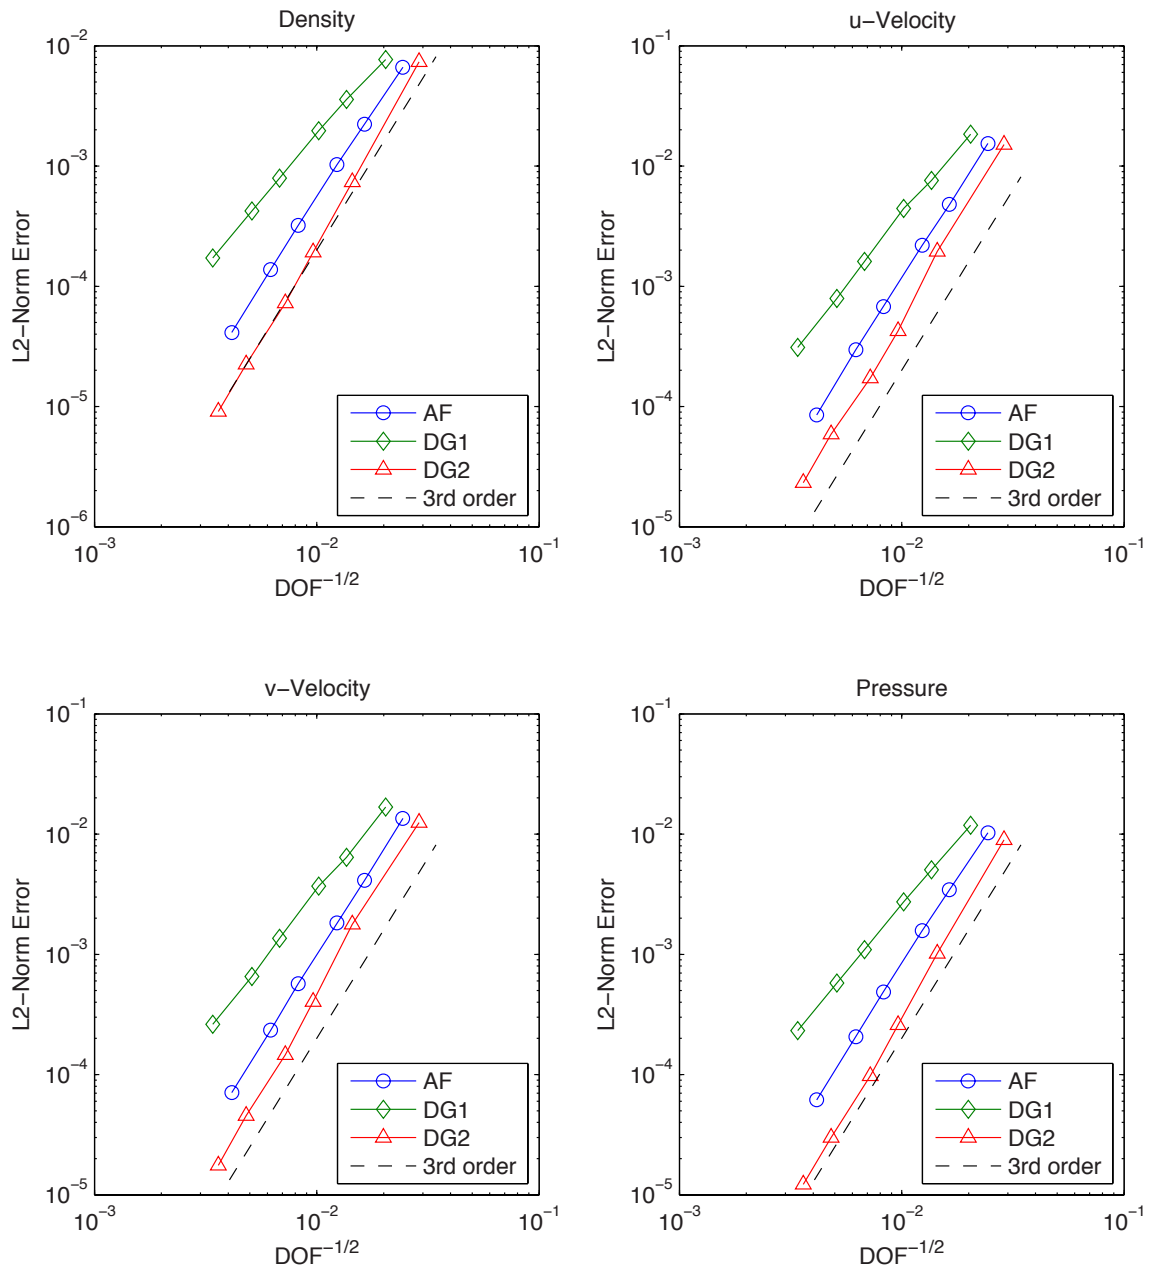 Density
10⁻²
10⁻³
10⁻⁴
10⁻⁵
10⁻⁶
L2−Norm Error
AF
DG1
DG2
3rd order
10⁻³
10⁻²
10⁻¹
DOF⁻¹/²
u−Velocity
10⁻¹
10⁻²
10⁻³
10⁻⁴
10⁻⁵
L2−Norm Error
AF
DG1
DG2
3rd order
10⁻³
10⁻²
10⁻¹
DOF⁻¹/²
v−Velocity
10⁻¹
10⁻²
10⁻³
10⁻⁴
10⁻⁵
L2−Norm Error
AF
DG1
DG2
3rd order
10⁻³
10⁻²
10⁻¹
DOF⁻¹/²
Pressure
10⁻¹
10⁻²
10⁻³
10⁻⁴
10⁻⁵
L2−Norm Error
AF
DG1
DG2
3rd order
10⁻³
10⁻²
10⁻¹
DOF⁻¹/²